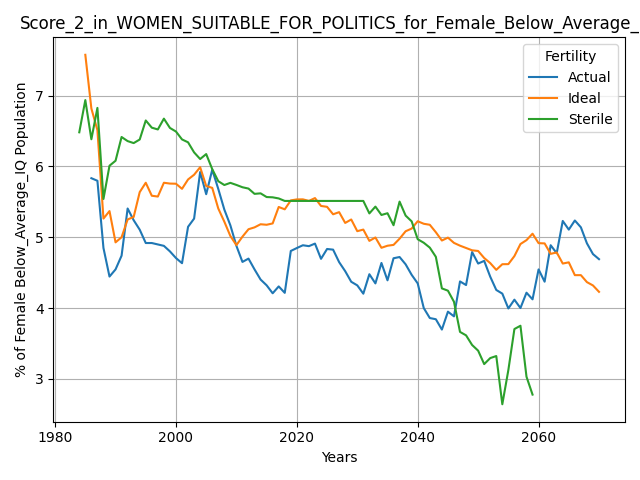 Score_2_in_WOMEN_SUITABLE_FOR_POLITICS_for_Female_Below_Average_
Fertility
Actual
Ideal
Sterile
% of Female Below_Average_IQ Population
7
6
5
4
3
1980 2000 2020 2040 2060
Years